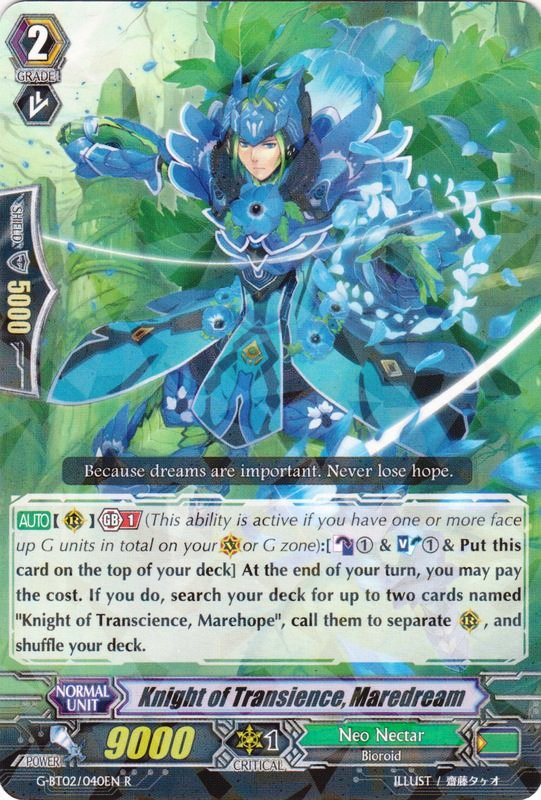 2
GRADE
SHIELD
5000
Because dreams are important. Never lose hope.
AUTO [ R ] GB 1 (This ability is active if you have one or more face
up G units in total on your V or G zone):[ ① & V ① & Put this
card on the top of your deck] At the end of your turn, you may pay
the cost. If you do, search your deck for up to two cards named
"Knight of Transcience, Marehope", call them to separate R , and
shuffle your deck.
NORMAL
UNIT
Knight of Transience, Maredream
POWER
9000
1
CRITICAL
Neo Nectar
Bioroid
G-BT02/040EN R
ILLUST / 齋藤タケオ